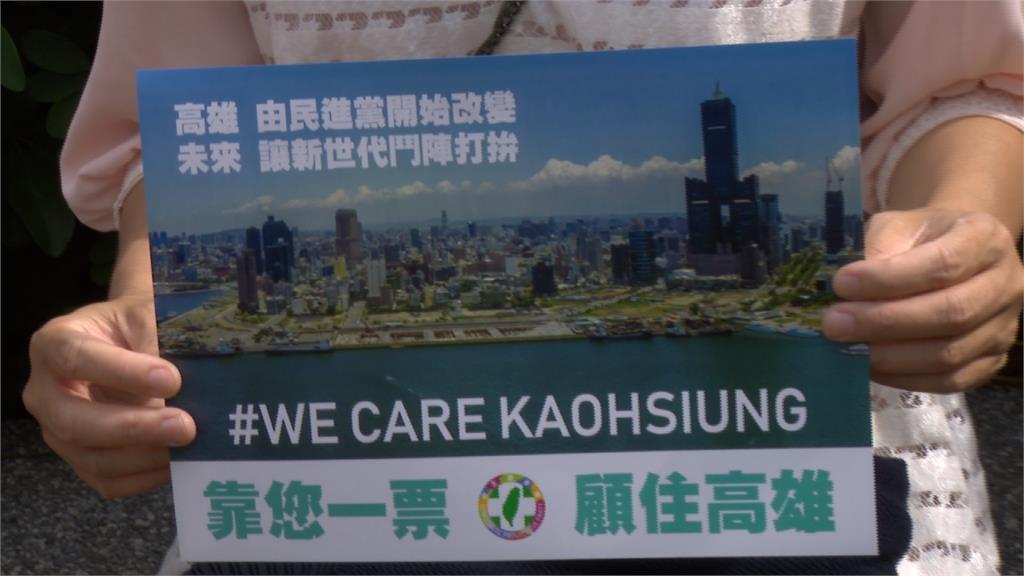 高雄 由民進黨開始改變
未來 讓新世代鬥陣打拚
#WE CARE KAOHSIUNG
靠您一票 顧住高雄